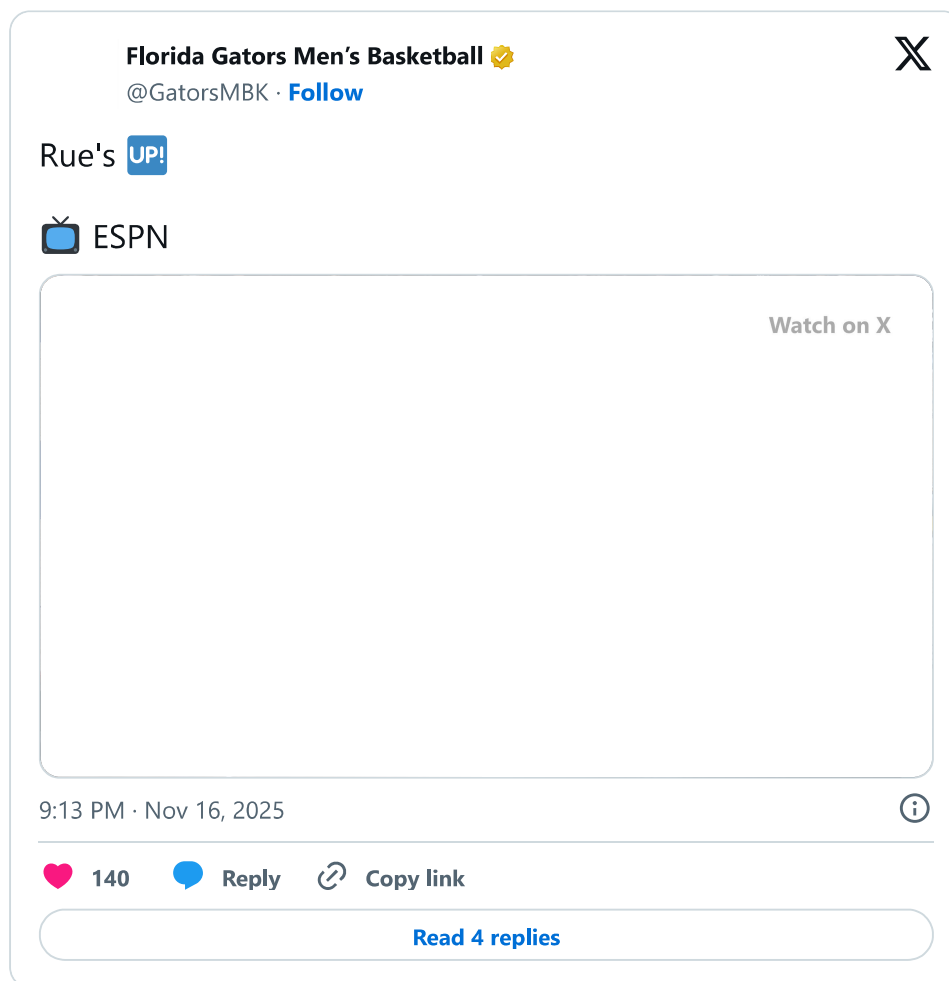 Florida Gators Men’s Basketball
@GatorsMBK · Follow
Rue's UP!
ESPN
Watch on X
9:13 PM · Nov 16, 2025
140 Reply Copy link
Read 4 replies